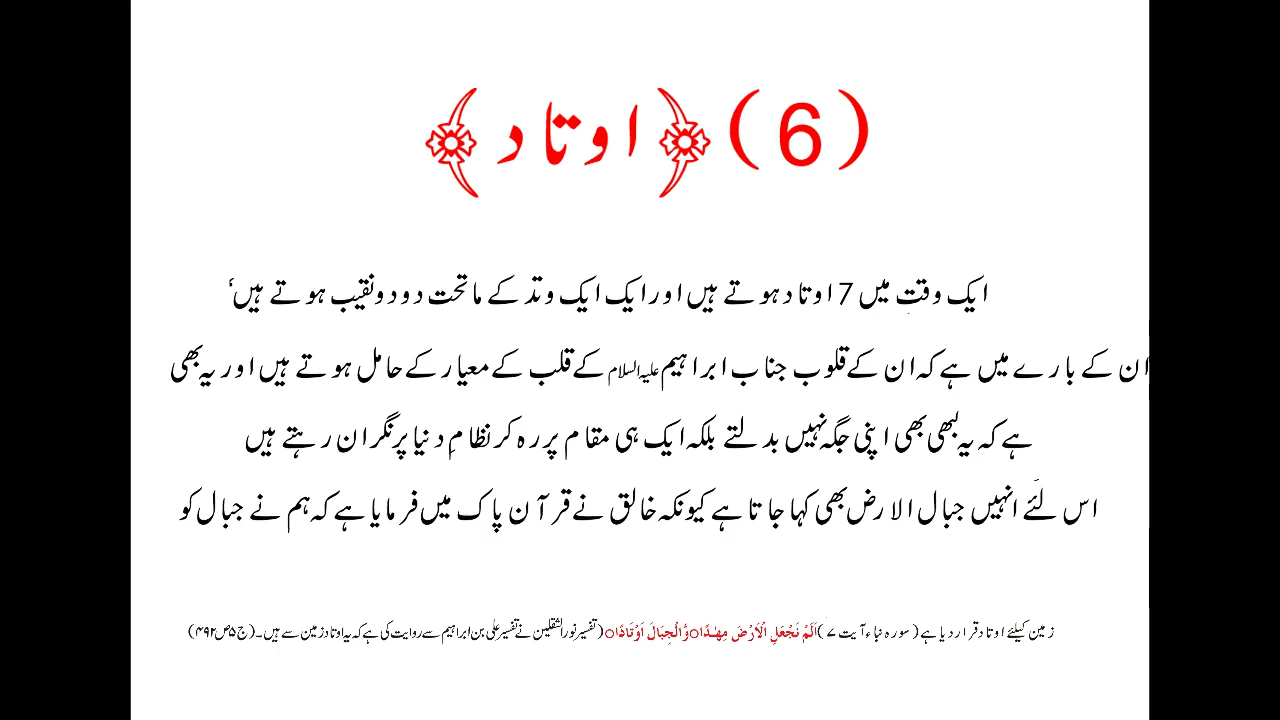 (6) ﴿اوتاد﴾
ایک وقت میں 7 اوتاد ہوتے ہیں اور ایک ایک وتد کے ماتحت دو دو نقیب ہوتے ہیں‘
ان کے بارے میں ہے کہ ان کے قلوب جناب ابراہیم علیہ السلام کے قلب کے معیار کے حامل ہوتے ہیں اور یہ بھی
ہے کہ یہ کبھی بھی اپنی جگہ نہیں بدلتے بلکہ ایک ہی مقام پر رہ کر نظامِ دنیا پر نگران رہتے ہیں
اس لئے انہیں جبال الارض بھی کہا جاتا ہے کیونکہ خالق نے قرآن پاک میں فرمایا ہے کہ ہم نے جبال کو
زمین کیلئے اوتاد قرار دیا ہے (سورہ نباء آیت ۷) اَلَمْ نَجْعَلِ الْاَرْضَ مِهٰدًا○ وَّالْجِبَالَ اَوْتَادًا○ (تفسیر نور الثقلین نے تفسیر علی بن ابراہیم سے روایت کی ہے کہ یہ اوتاد زمین سے ہیں۔ (ج ۵ ص ۴۹۲)